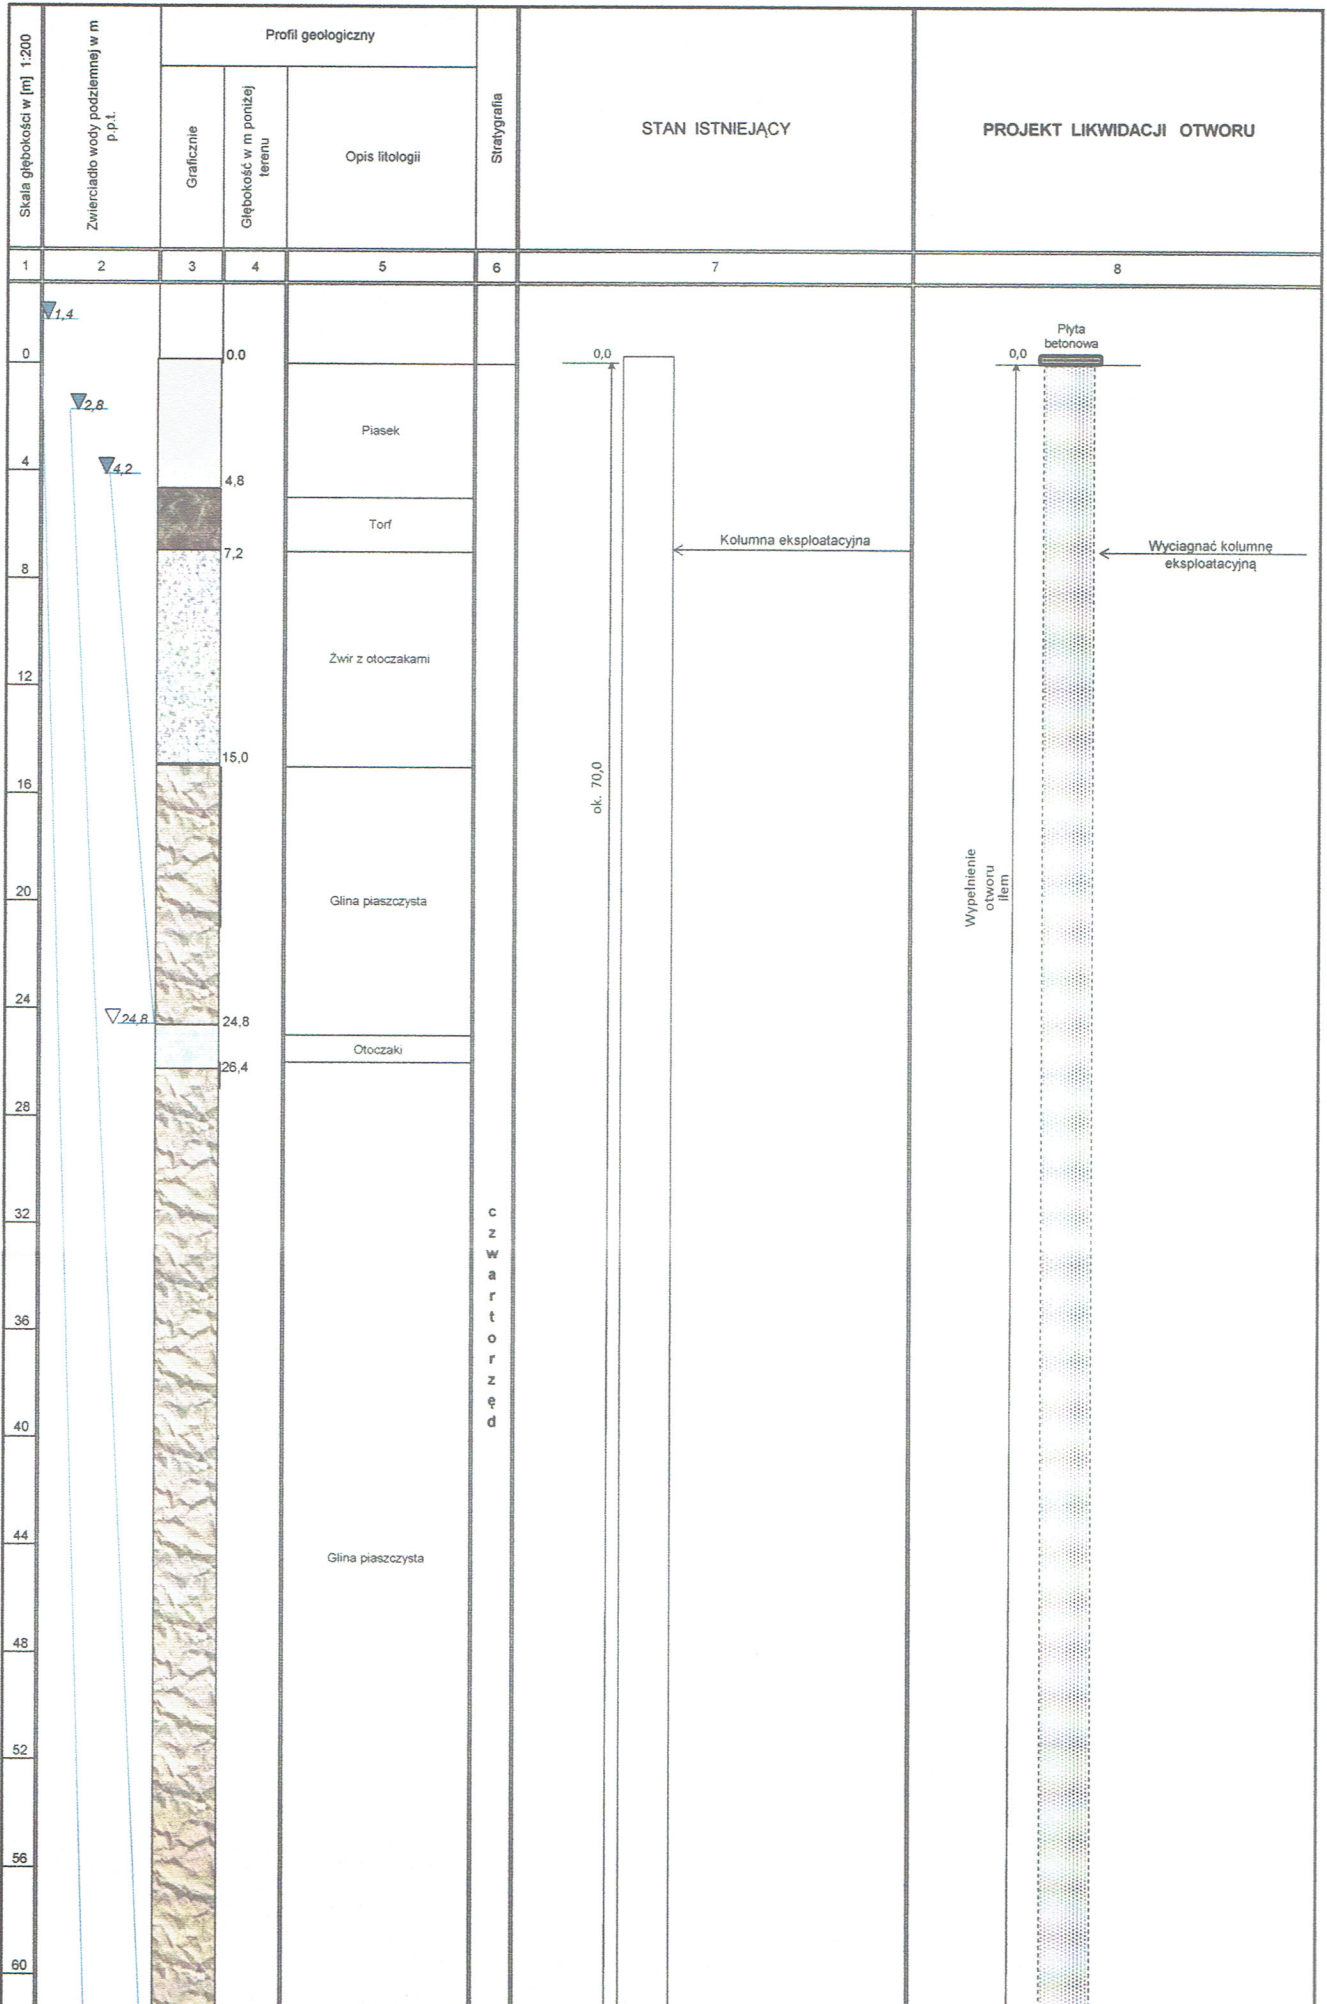 Skala głębokości w [m] 1:200
Zwierciadło wody podziemnej w m
p.p.t.
Profil geologiczny
Graficznie
Głębokość w m poniżej
terenu
Opis litologii
Stratygrafia
STAN ISTNIEJĄCY
PROJEKT LIKWIDACJI OTWORU
1
2
3
4
5
6
7
8
1,4
0
0.0
0,0
Płyta
betonowa
0,0
2,8
Piasek
4
4,2
4,8
Torf
7,2
Kolumna eksploatacyjna
Wyciagnać kolumnę
eksploatacyjną
8
Żwir z otoczakami
12
15,0
16
ok. 70,0
20
Glina piaszczysta
Wypełnienie
otworu
iłem
24
24,8
24,8
Otoczaki
26,4
28
32
czwartorzęd
36
40
44
Glina piaszczysta
48
52
56
60